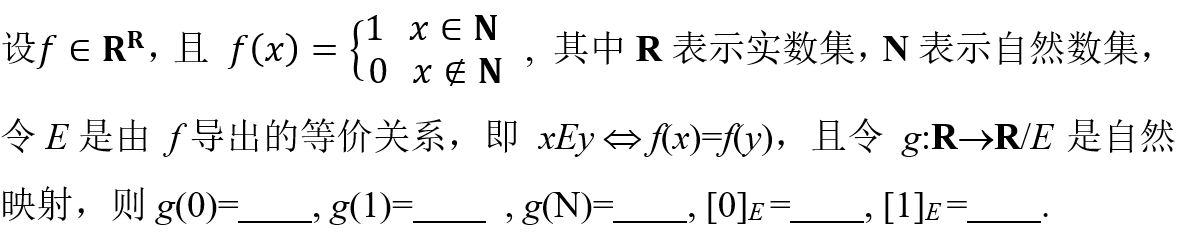 设f ∈ R^R，且 f(x) = {1 x ∈ N
0 x ∉ N ，其中 R 表示实数集，N 表示自然数集，
令 E 是由 f 导出的等价关系，即 xEy ⇔ f(x)=f(y)，且令 g:R→R/E 是自然
映射，则 g(0)=____, g(1)=____ , g(N)=____, [0]_E =____, [1]_E =____.